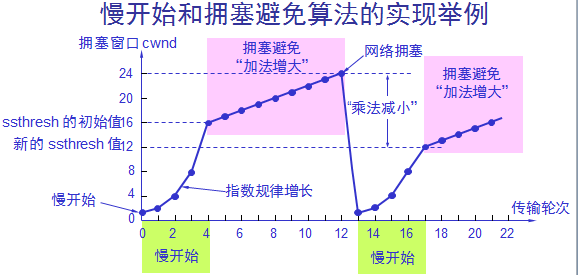 慢开始和拥塞避免算法的实现举例
拥塞窗口 cwnd
拥塞避免
“加法增大”
网络拥塞
拥塞避免
“加法增大”
“乘法减小”
24
20
ssthresh 的初始值 16
新的 ssthresh 值 12
8
4
0
慢开始
指数规律增长
传输轮次
0 2 4 6 8 10 12 14 16 18 20 22
慢开始
慢开始